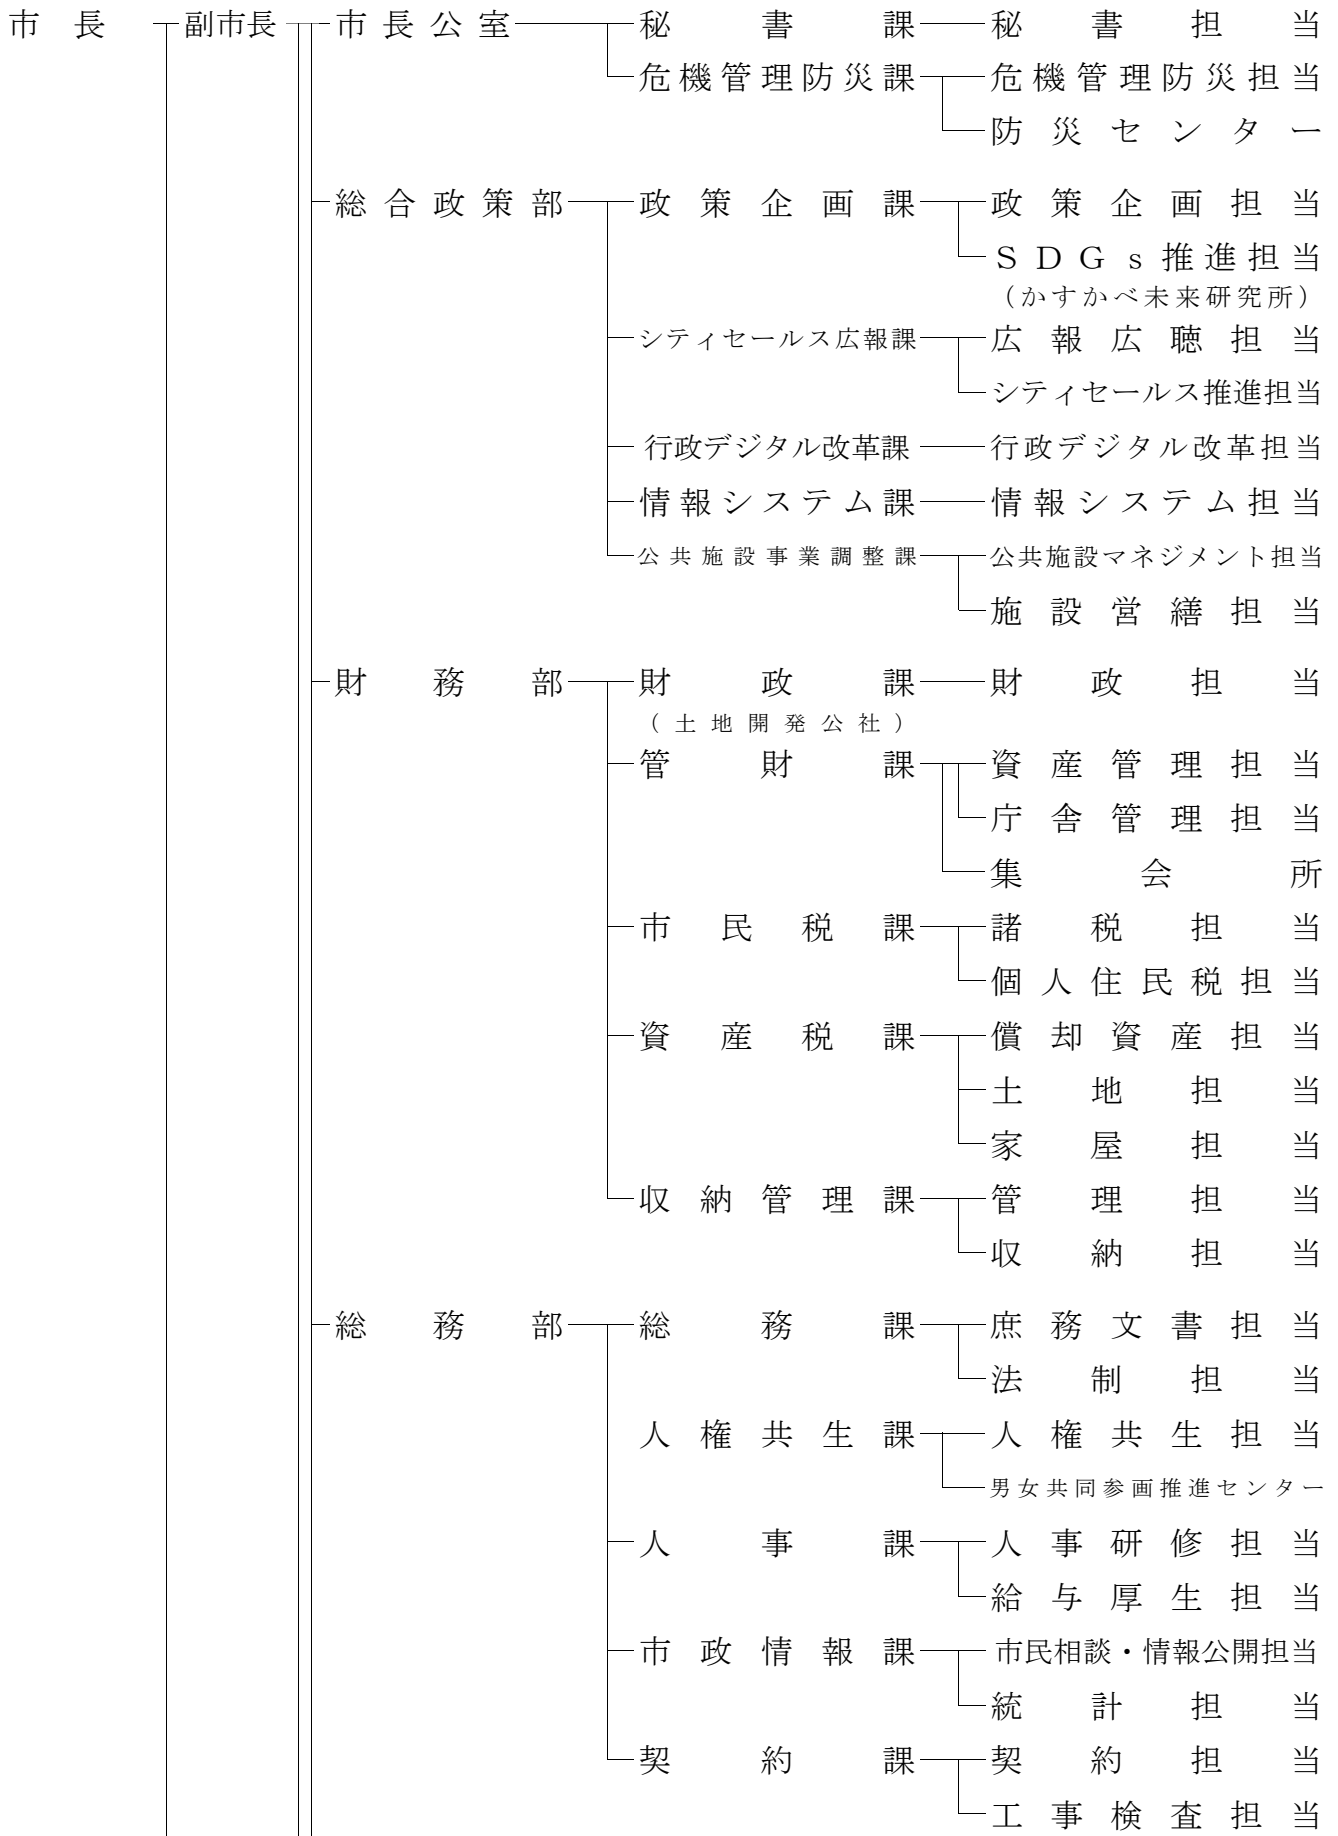 市長 副市長 市長公室 秘書課 秘書担当
危機管理防災課 危機管理防災担当
防災センター
総合政策部 政策企画課 政策企画担当
ＳＤＧｓ推進担当
（かすかべ未来研究所）
シティセールス広報課 広報広聴担当
シティセールス推進担当
行政デジタル改革課 行政デジタル改革担当
情報システム課 情報システム担当
公共施設事業調整課 公共施設マネジメント担当
施設営繕担当
財務部 財政課 財政担当
（土地開発公社）
管財課 資産管理担当
庁舎管理担当
集会所
市民税課 諸税担当
個人住民税担当
資産税課 償却資産担当
土地担当
家屋担当
収納管理課 管理担当
収納担当
総務部 総務課 庶務文書担当
法制担当
人権共生課 人権共生担当
男女共同参画推進センター
人事課 人事研修担当
給与厚生担当
市政情報課 市民相談・情報公開担当
統計担当
契約課 契約担当
工事検査担当